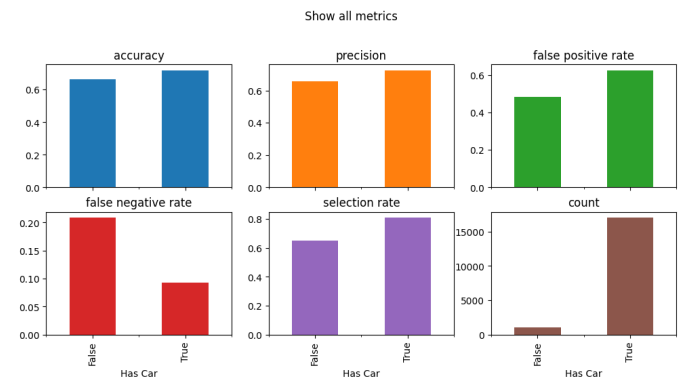 Show all metrics
accuracy
0.6
0.4
0.2
0.0
precision
0.6
0.4
0.2
0.0
false positive rate
0.6
0.4
0.2
0.0
false negative rate
0.20
0.15
0.10
0.05
0.00
False
True
Has Car
selection rate
0.8
0.6
0.4
0.2
0.0
False
True
Has Car
count
15000
10000
5000
0
False
True
Has Car